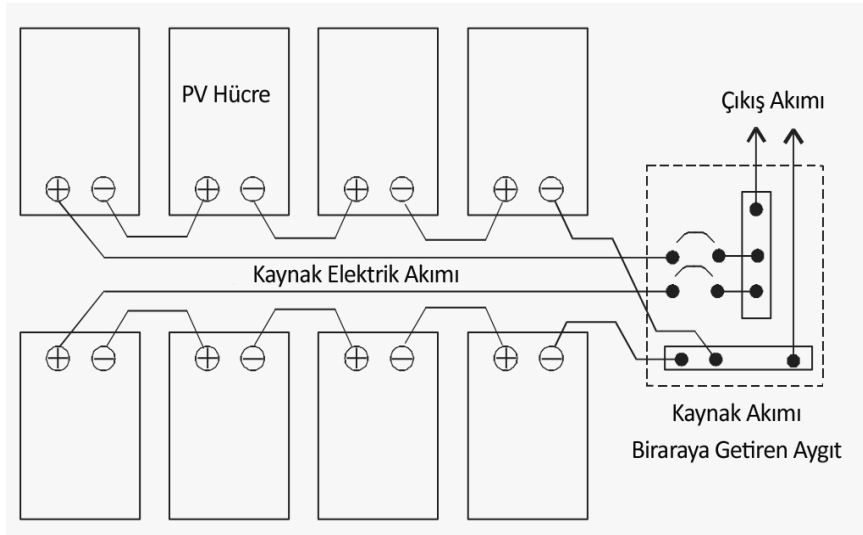 PV Hücre
Çıkış Akımı
Kaynak Elektrik Akımı
Kaynak Akımı
Biraraya Getiren Aygıt